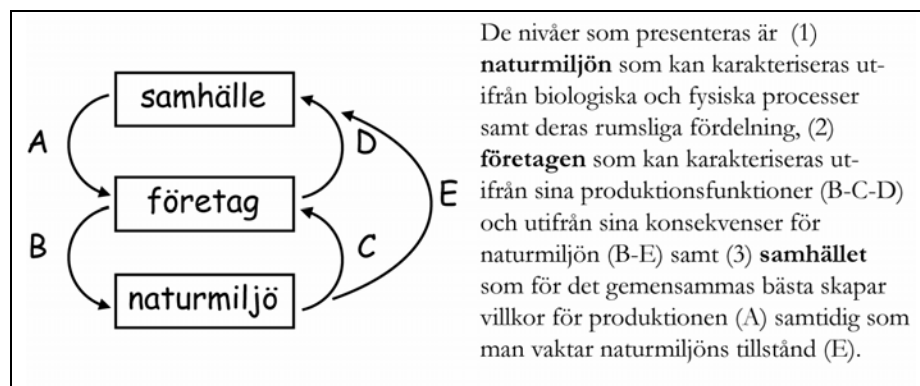 samhälle
A
D
företag
E
B
C
naturmiljö
De nivåer som presenteras är (1)
naturmiljön som kan karakteriseras ut-
ifrån biologiska och fysiska processer
samt deras rumsliga fördelning, (2)
företagen som kan karakteriseras ut-
ifrån sina produktionsfunktioner (B-C-D)
och utifrån sina konsekvenser för
naturmiljön (B-E) samt (3) samhället
som för det gemensammas bästa skapar
villkor för produktionen (A) samtidig som
man vaktar naturmiljöns tillstånd (E).